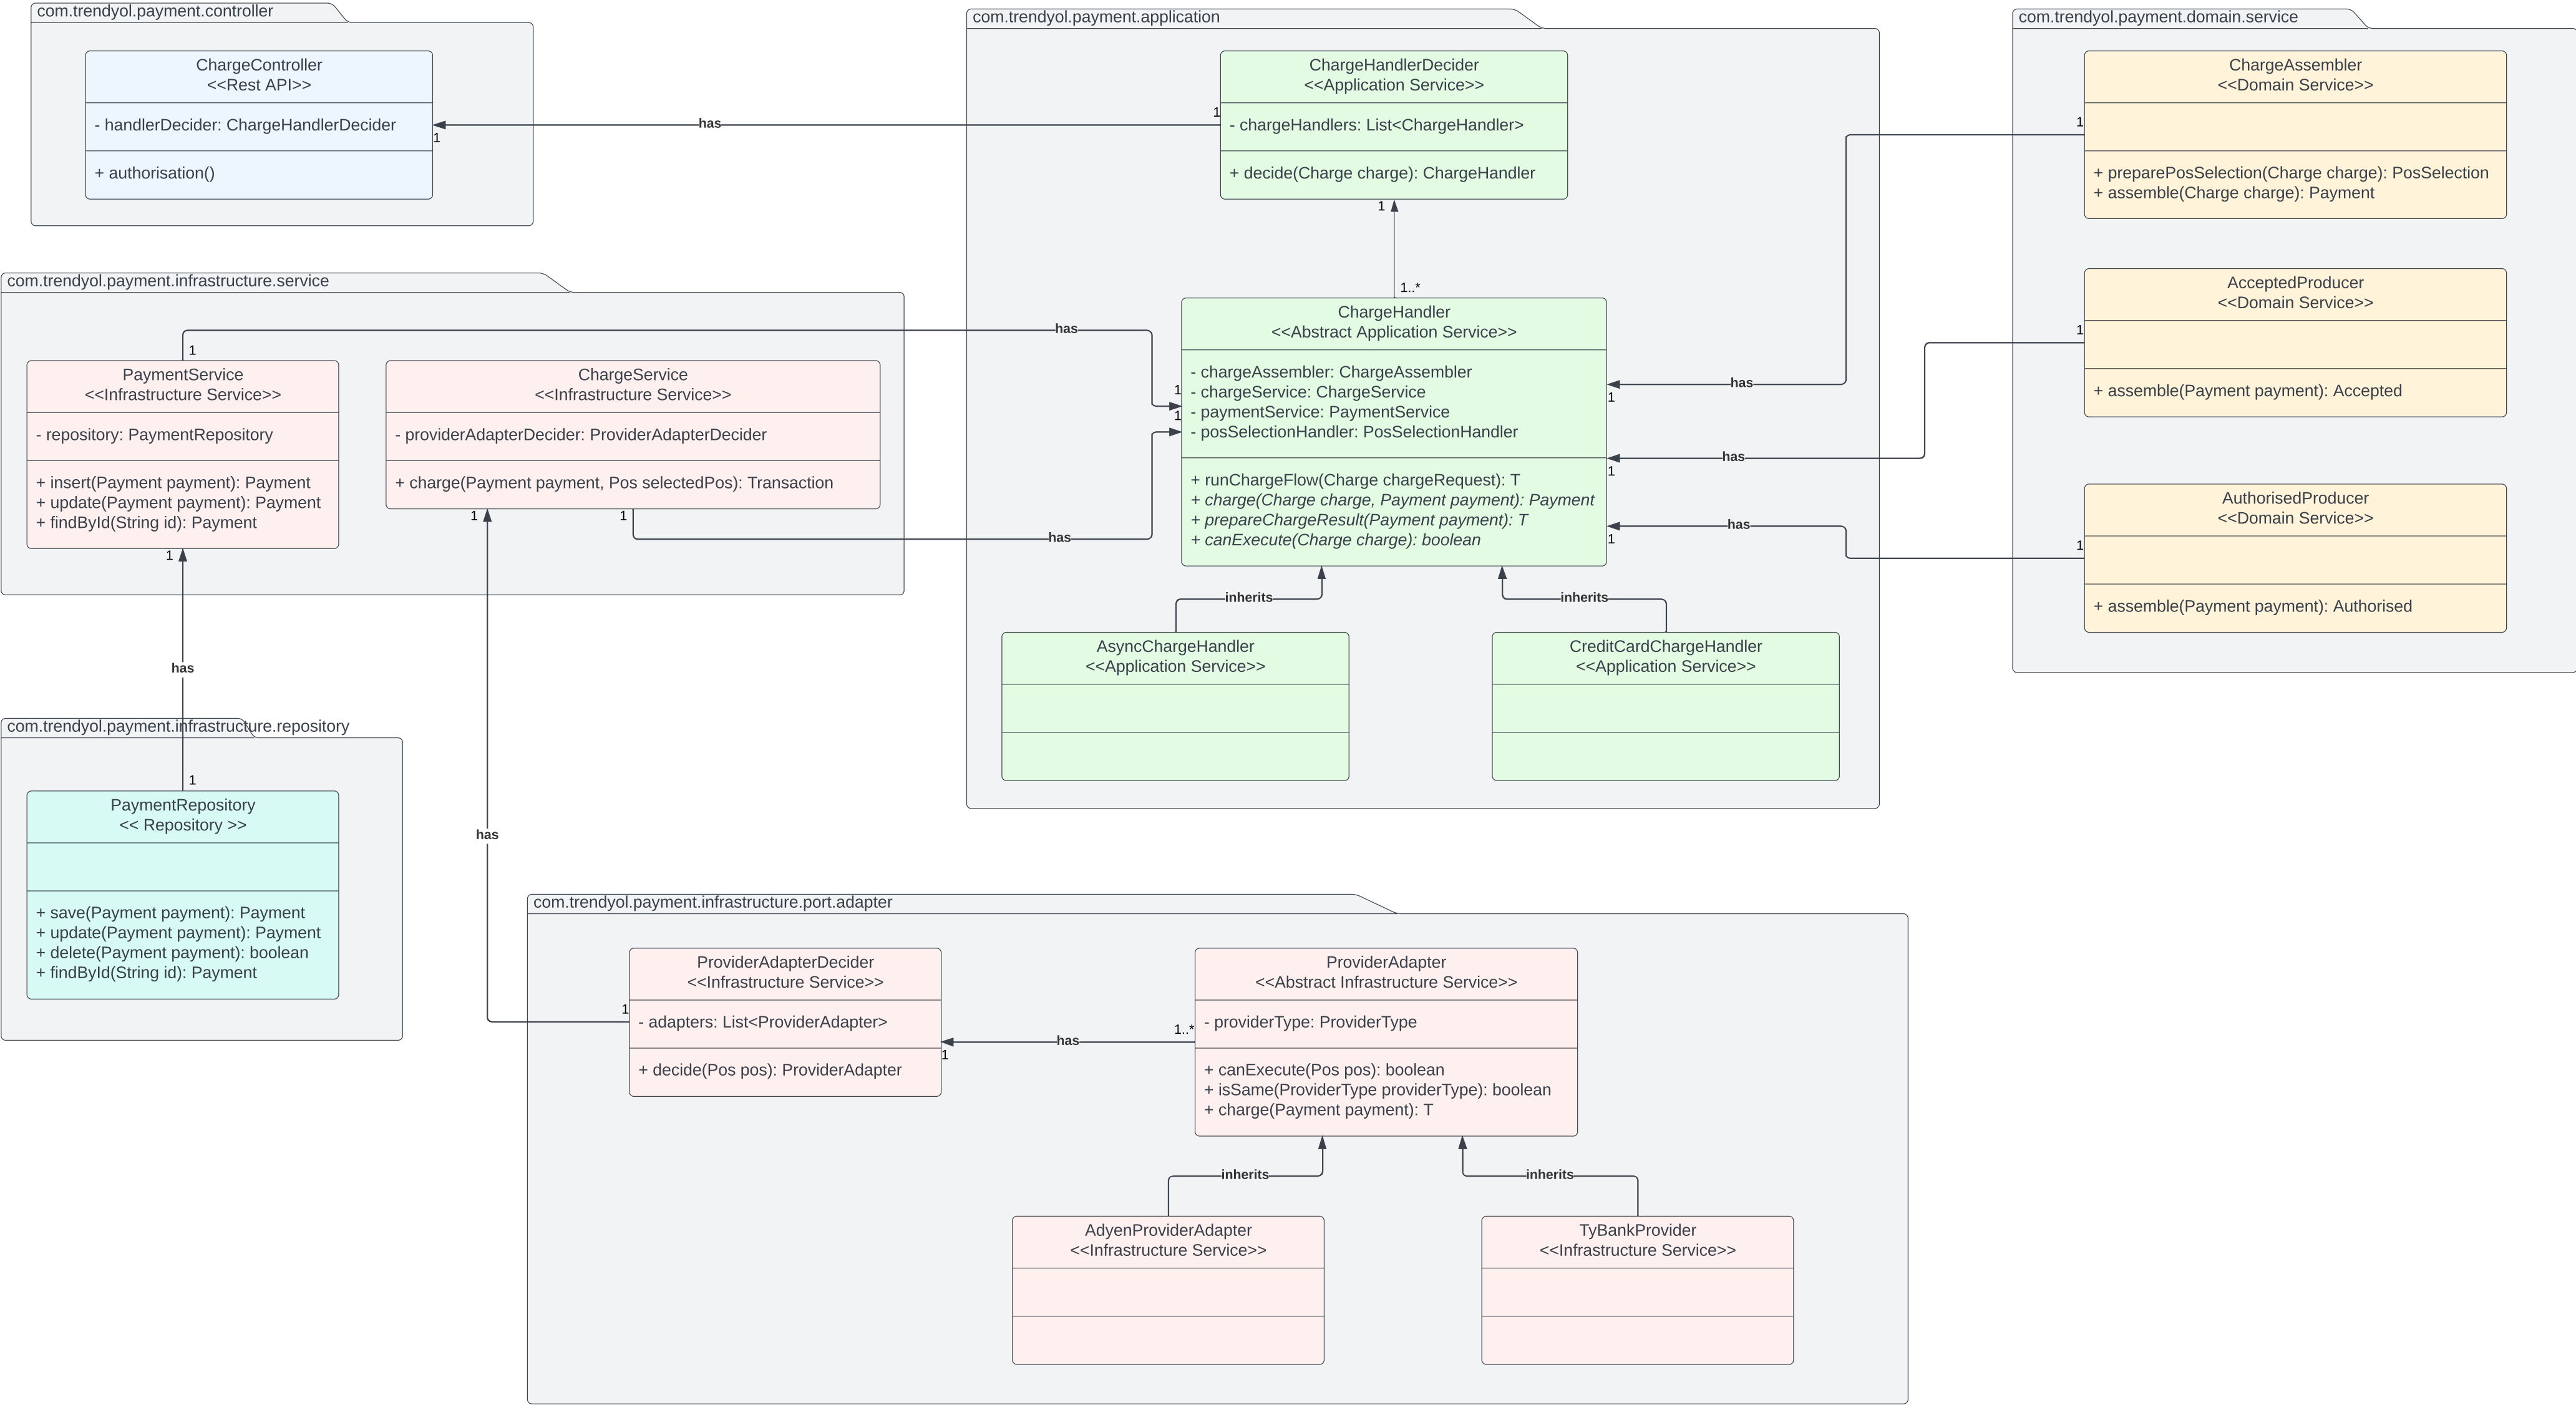 com.trendyol.payment.controller
ChargeController
<<Rest API>>
- handlerDecider: ChargeHandlerDecider
+ authorisation()
1
has
1
com.trendyol.payment.application
ChargeHandlerDecider
<<Application Service>>
- chargeHandlers: List<ChargeHandler>
+ decide(Charge charge): ChargeHandler
1
1..*
ChargeHandler
<<Abstract Application Service>>
- chargeAssembler: ChargeAssembler
- chargeService: ChargeService
- paymentService: PaymentService
- posSelectionHandler: PosSelectionHandler
+ runChargeFlow(Charge chargeRequest): T
+ charge(Charge charge, Payment payment): Payment
+ prepareChargeResult(Payment payment): T
+ canExecute(Charge charge): boolean
inherits
inherits
AsyncChargeHandler
<<Application Service>>
CreditCardChargeHandler
<<Application Service>>
com.trendyol.payment.domain.service
ChargeAssembler
<<Domain Service>>
+ preparePosSelection(Charge charge): PosSelection
+ assemble(Charge charge): Payment
1
has
1
AcceptedProducer
<<Domain Service>>
+ assemble(Payment payment): Accepted
1
has
1
AuthorisedProducer
<<Domain Service>>
+ assemble(Payment payment): Authorised
1
has
1
com.trendyol.payment.infrastructure.service
1
has
1
PaymentService
<<Infrastructure Service>>
- repository: PaymentRepository
+ insert(Payment payment): Payment
+ update(Payment payment): Payment
+ findById(String id): Payment
ChargeService
<<Infrastructure Service>>
- providerAdapterDecider: ProviderAdapterDecider
+ charge(Payment payment, Pos selectedPos): Transaction
1
1
has
1
1
has
1
com.trendyol.payment.infrastructure.repository
PaymentRepository
<< Repository >>
+ save(Payment payment): Payment
+ update(Payment payment): Payment
+ delete(Payment payment): boolean
+ findById(String id): Payment
has
1
com.trendyol.payment.infrastructure.port.adapter
ProviderAdapterDecider
<<Infrastructure Service>>
- adapters: List<ProviderAdapter>
+ decide(Pos pos): ProviderAdapter
1
has
1..*
ProviderAdapter
<<Abstract Infrastructure Service>>
- providerType: ProviderType
+ canExecute(Pos pos): boolean
+ isSame(ProviderType providerType): boolean
+ charge(Payment payment): T
inherits
inherits
AdyenProviderAdapter
<<Infrastructure Service>>
TyBankProvider
<<Infrastructure Service>>